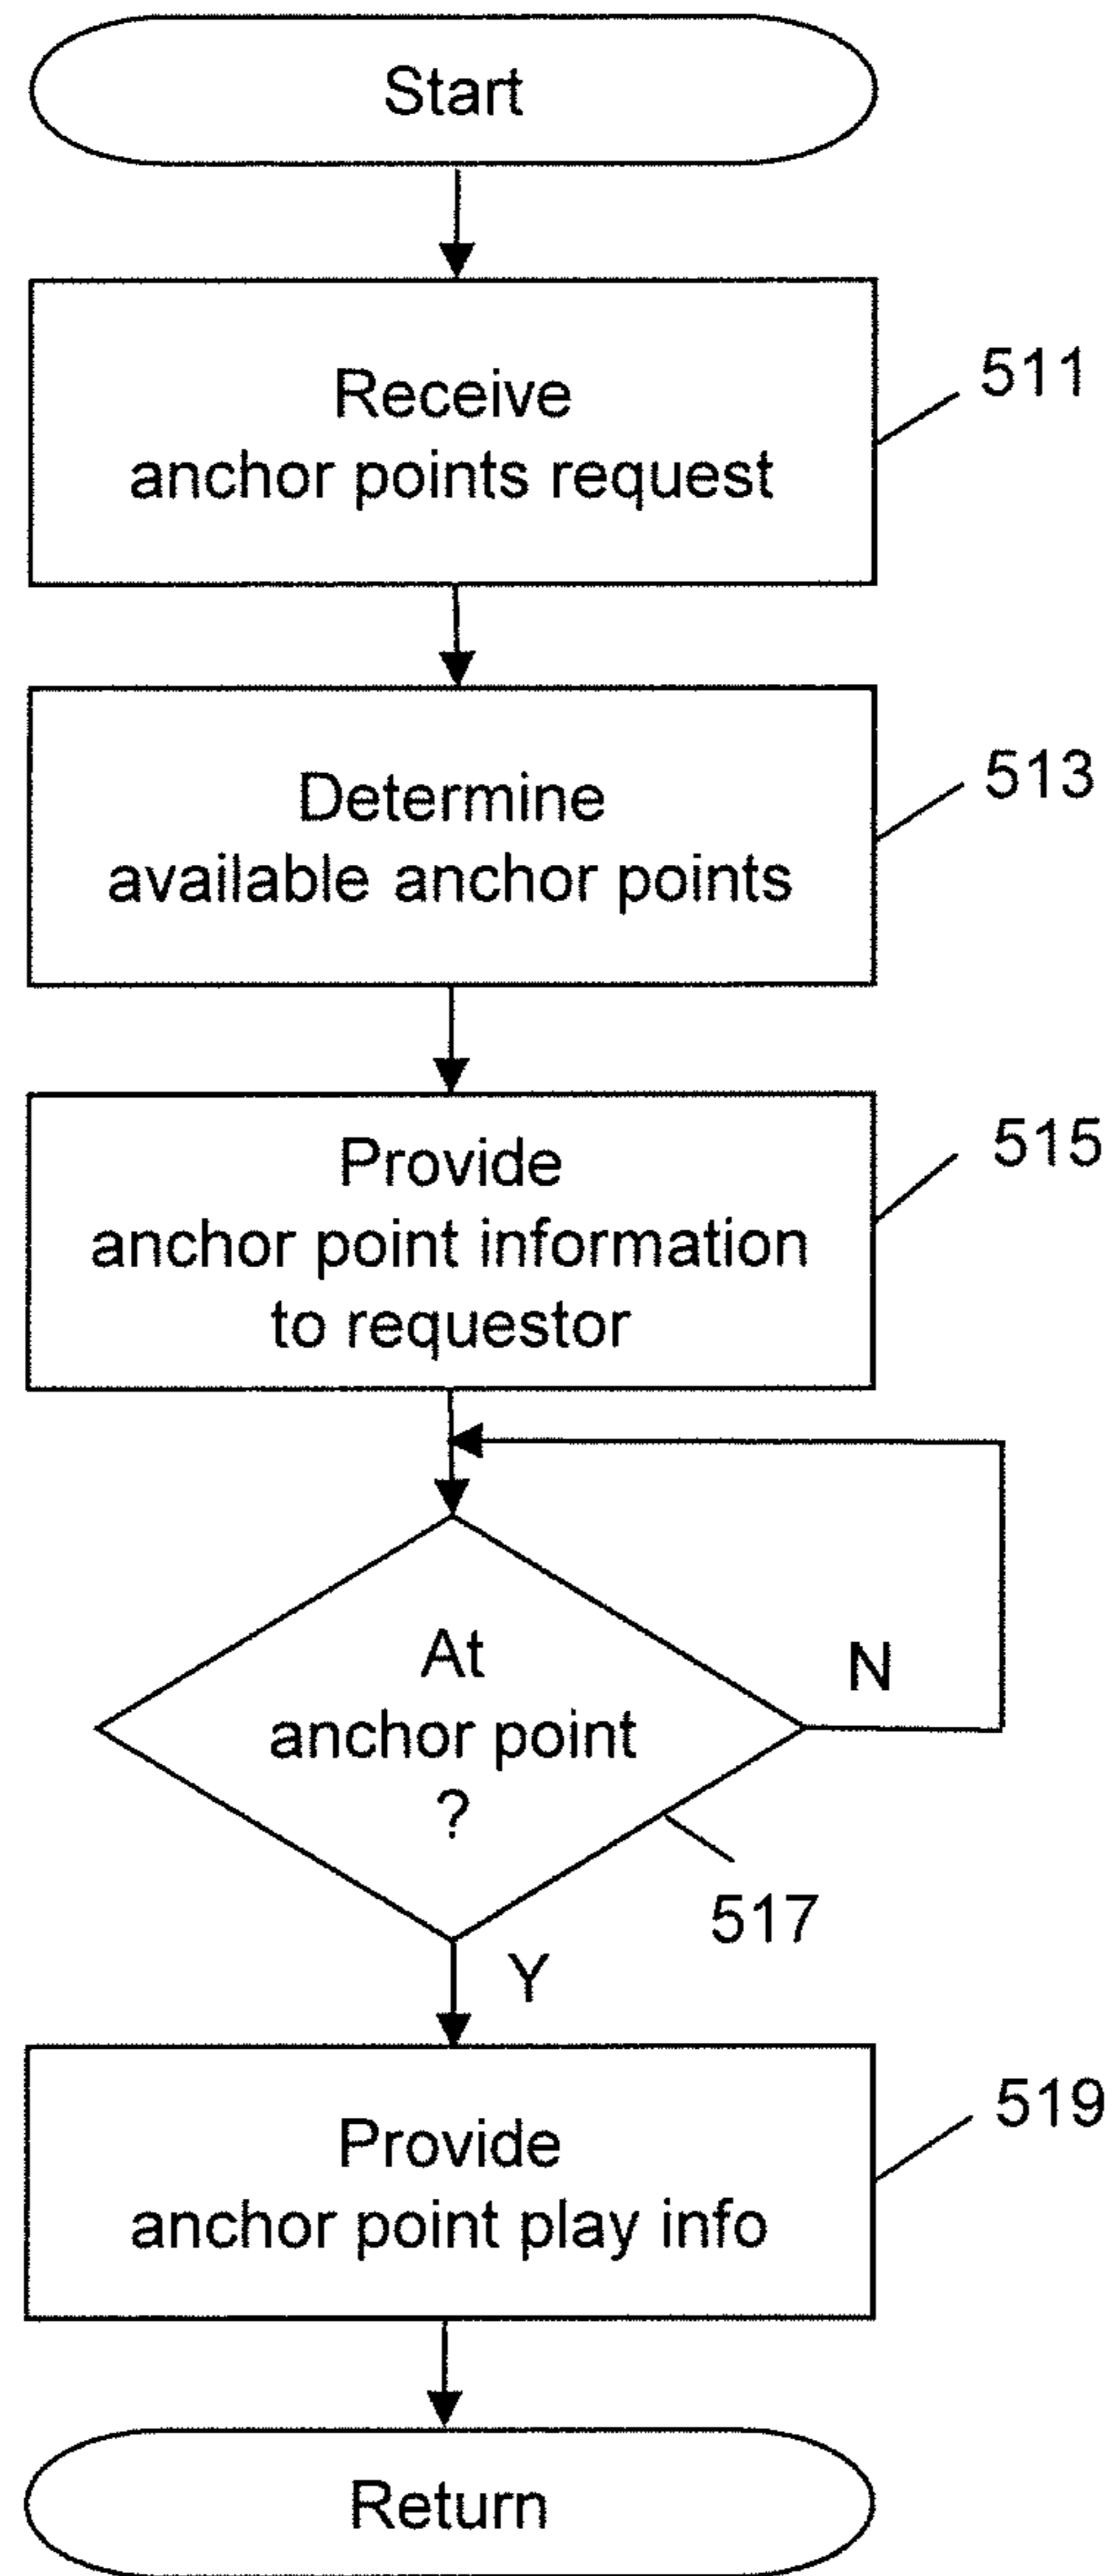 Start
Receive
anchor points request
511
Determine
available anchor points
513
Provide
anchor point information
to requestor
515
At
anchor point
?
N
517
Y
Provide
anchor point play info
519
Return